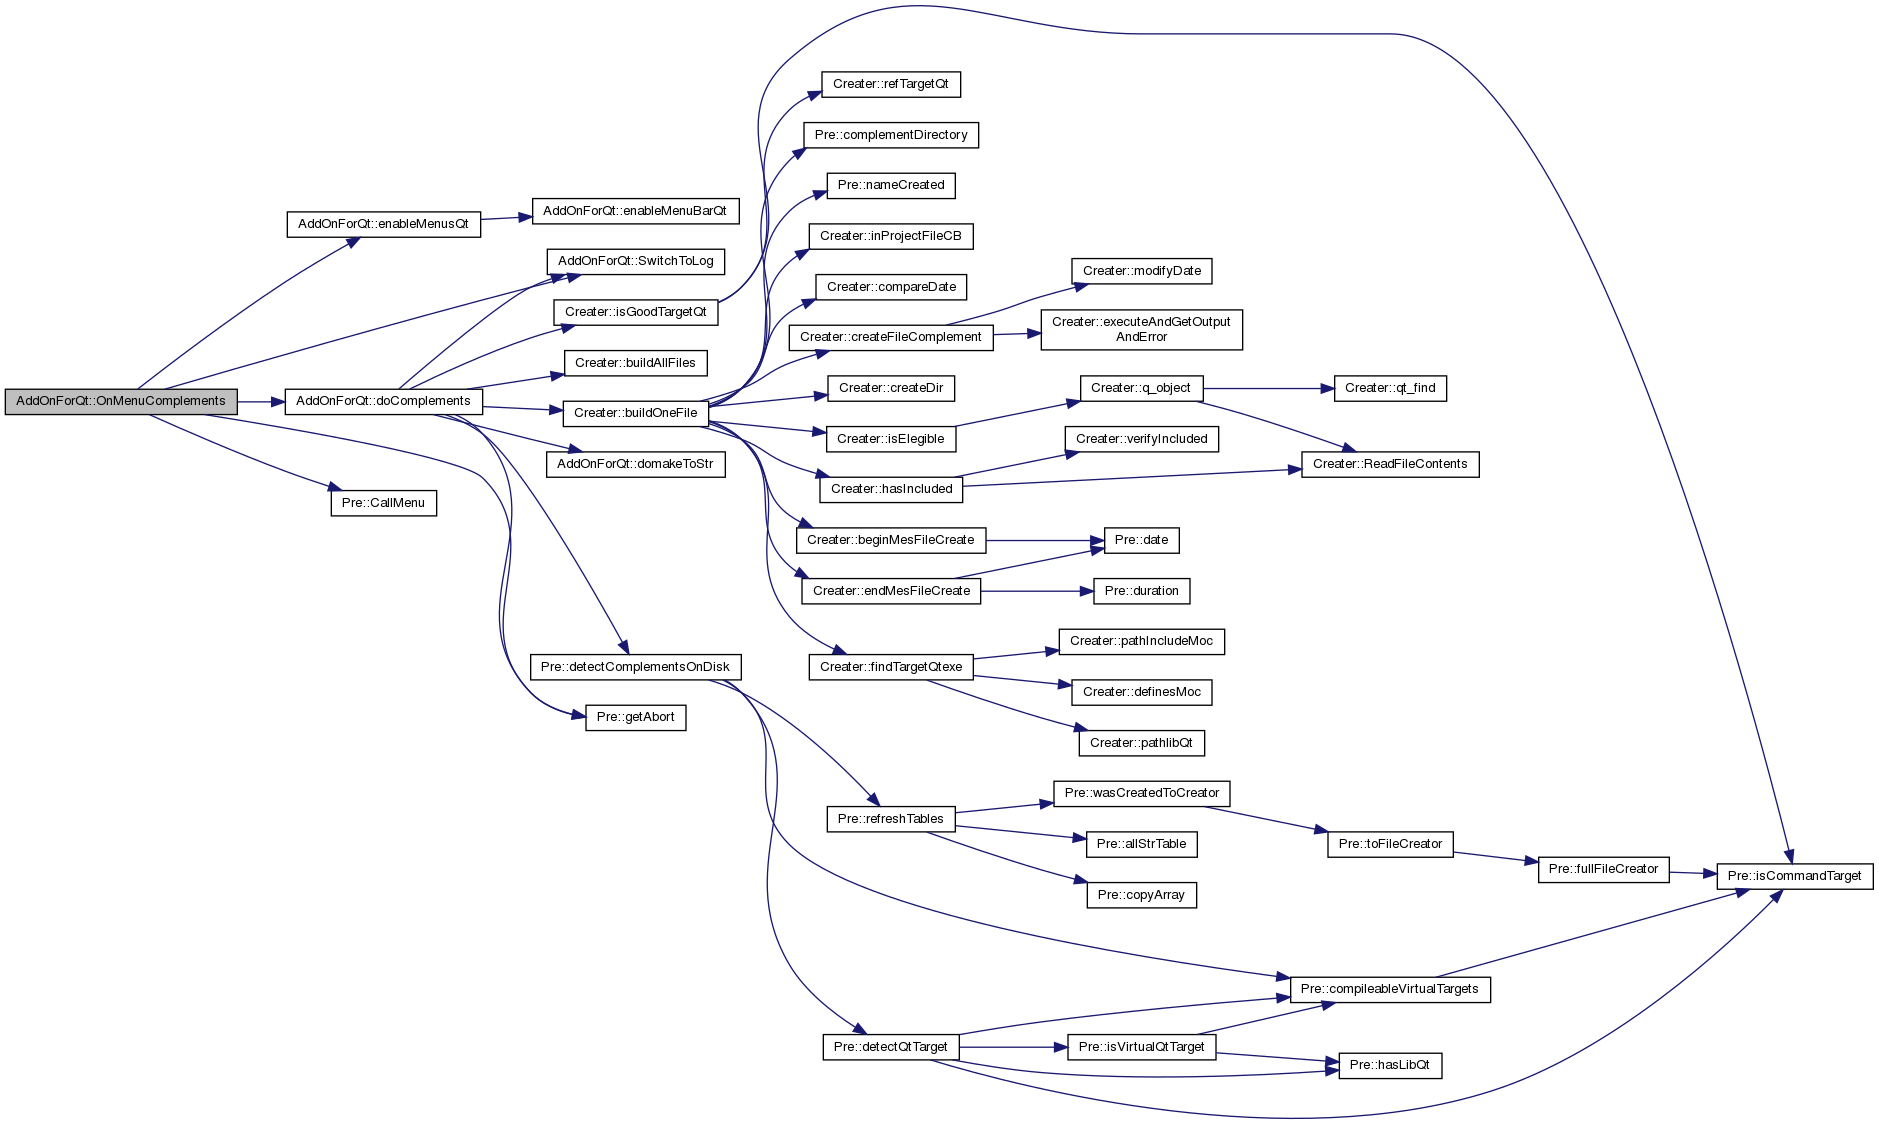 AddOnForQt::OnMenuComplements
AddOnForQt::enableMenusQt
AddOnForQt::enableMenuBarQt
AddOnForQt::SwitchToLog
AddOnForQt::doComplements
Creater::isGoodTargetQt
Creater::buildAllFiles
Creater::buildOneFile
AddOnForQt::domakeToStr
Pre::CallMenu
Pre::detectComplementsOnDisk
Pre::getAbort
Creater::refTargetQt
Pre::complementDirectory
Pre::nameCreated
Creater::inProjectFileCB
Creater::compareDate
Creater::createFileComplement
Creater::modifyDate
Creater::executeAndGetOutput
AndError
Creater::createDir
Creater::isElegible
Creater::q_object
Creater::qt_find
Creater::verifyIncluded
Creater::ReadFileContents
Creater::hasIncluded
Creater::beginMesFileCreate
Pre::date
Creater::endMesFileCreate
Pre::duration
Creater::findTargetQtexe
Creater::pathIncludeMoc
Creater::definesMoc
Creater::pathlibQt
Pre::refreshTables
Pre::wasCreatedToCreator
Pre::allStrTable
Pre::copyArray
Pre::toFileCreator
Pre::fullFileCreator
Pre::isCommandTarget
Pre::compileableVirtualTargets
Pre::detectQtTarget
Pre::isVirtualQtTarget
Pre::hasLibQt